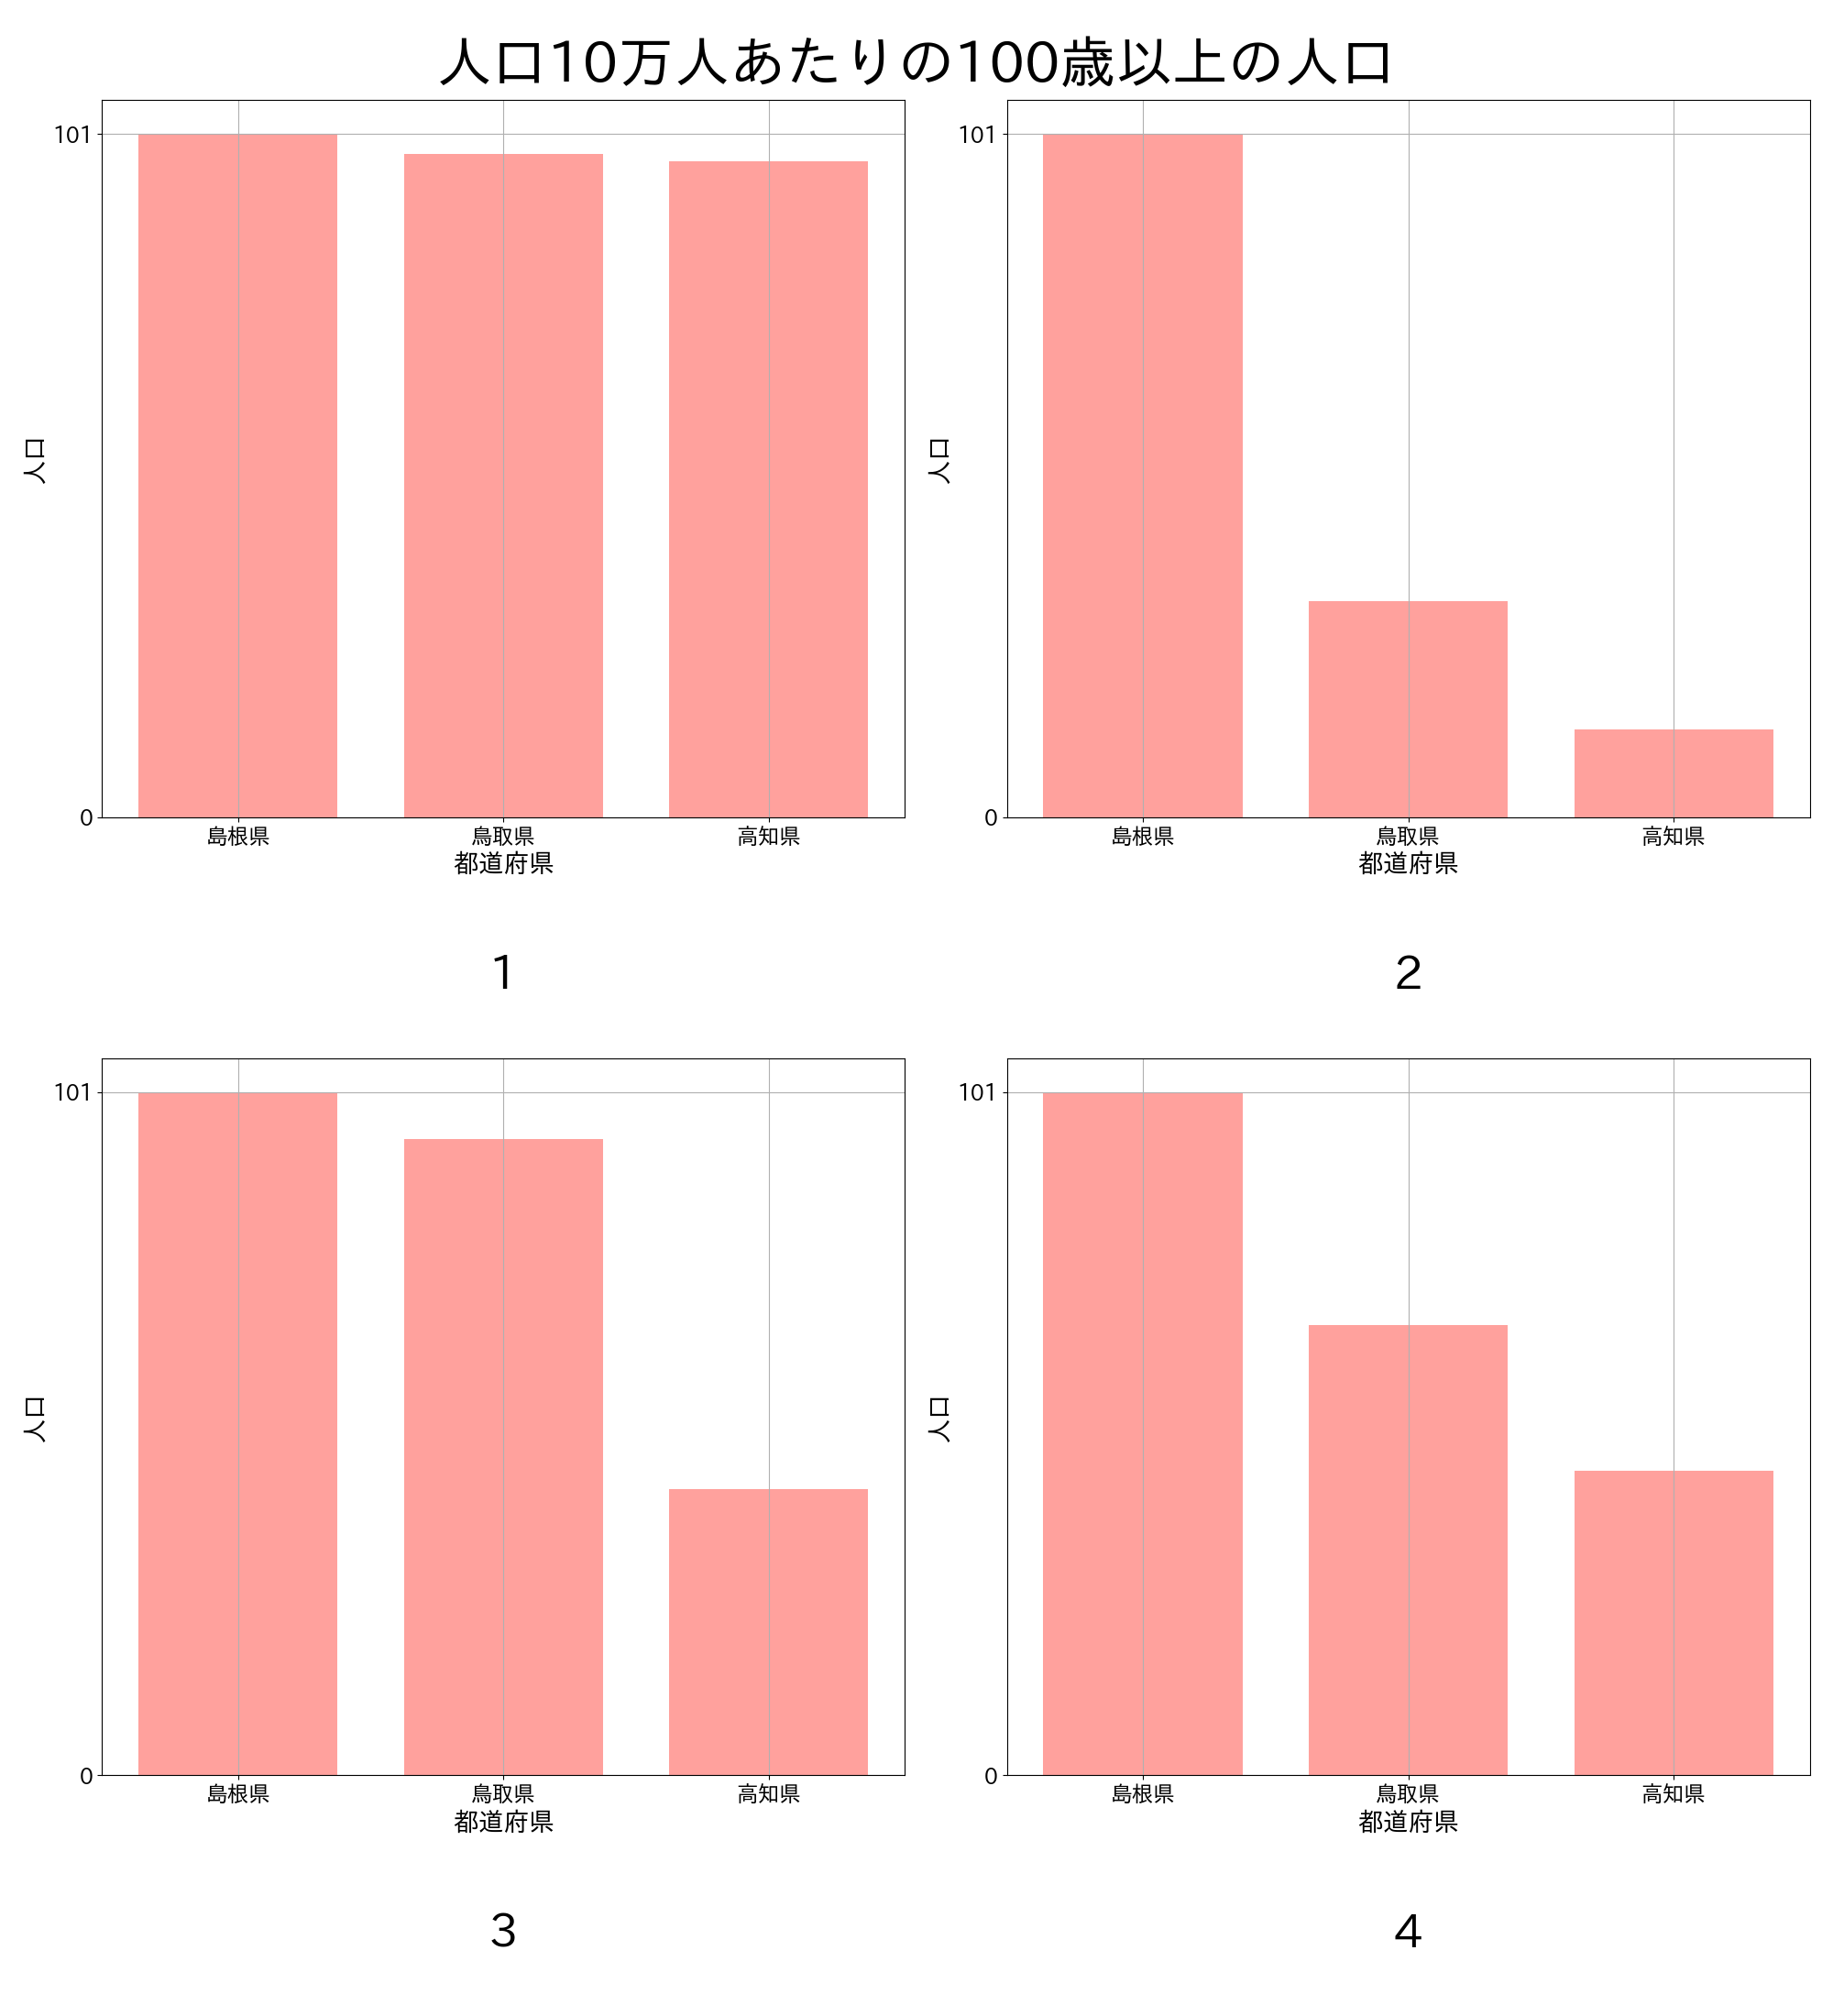 人口10万人あたりの100歳以上の人口
101
人口
0
島根県 鳥取県 高知県
都道府県
1
101
人口
0
島根県 鳥取県 高知県
都道府県
2
101
人口
0
島根県 鳥取県 高知県
都道府県
3
101
人口
0
島根県 鳥取県 高知県
都道府県
4